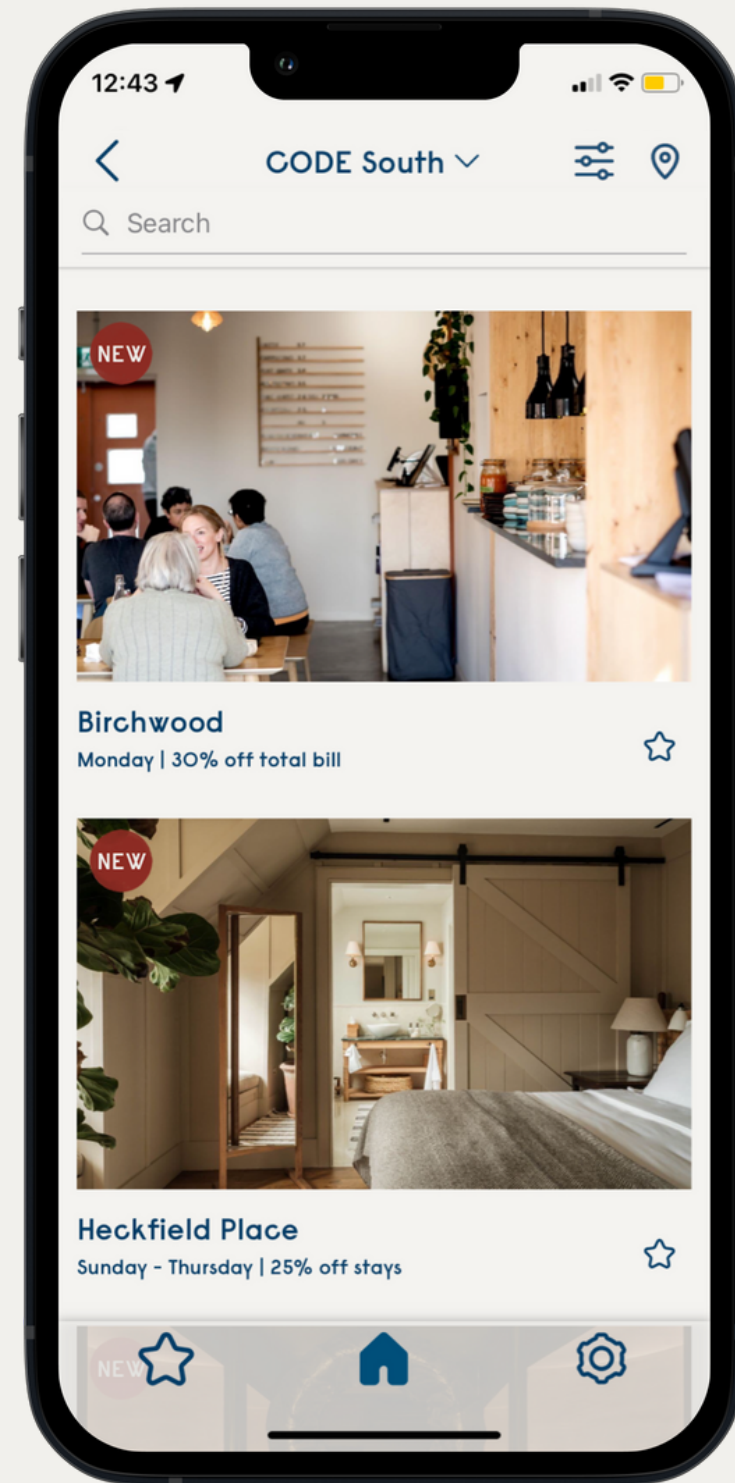 12:43
CODE South
Search
NEW
Birchwood
Monday | 30% off total bill
NEW
Heckfield Place
Sunday - Thursday | 25% off stays
NEW